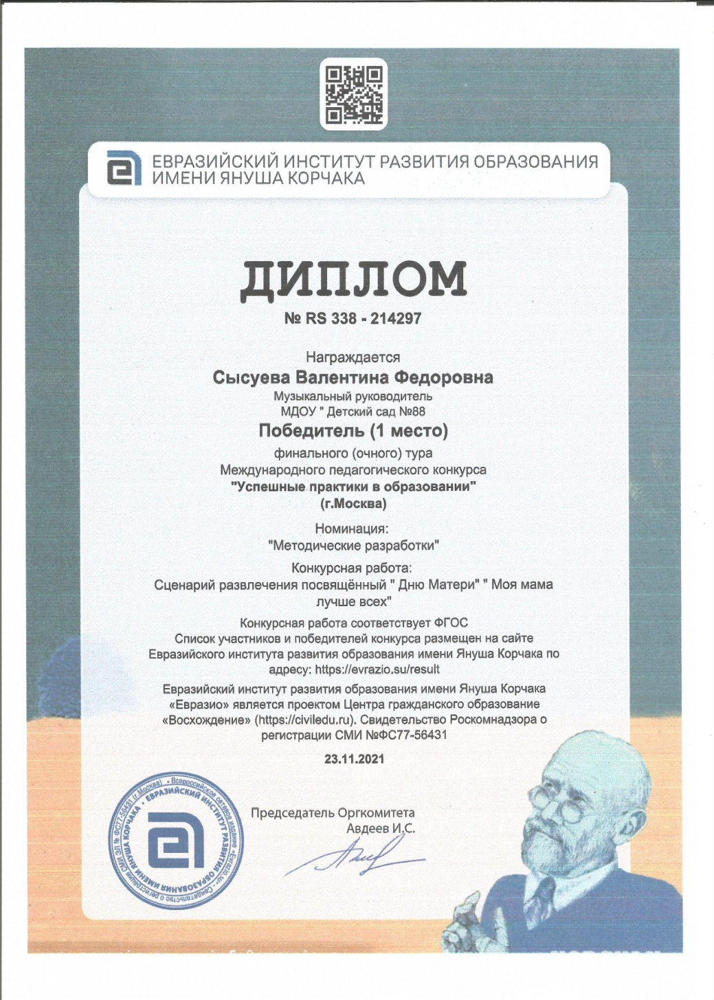 ЕВРАЗИЙСКИЙ ИНСТИТУТ РАЗВИТИЯ ОБРАЗОВАНИЯ
ИМЕНИ ЯНУША КОРЧАКА
ДИПЛОМ
№ RS 338 - 214297
Награждается
Сысуева Валентина Федоровна
Музыкальный руководитель
МДОУ " Детский сад №88
Победитель (1 место)
финального (очного) тура
Международного педагогического конкурса
"Успешные практики в образовании"
(г.Москва)
Номинация:
"Методические разработки"
Конкурсная работа:
Сценарий развлечения посвящённый " Дню Матери" " Моя мама
лучше всех"
Конкурсная работа соответствует ФГОС
Список участников и победителей конкурса размещен на сайте
Евразийского института развития образования имени Януша Корчака по
адресу: https://evrazio.su/result
Евразийский институт развития образования имени Януша Корчака
«Евразио» является проектом Центра гражданского образование
«Восхождение» (https://civiledu.ru). Свидетельство Роскомнадзора о
регистрации СМИ №ФС77-56431
23.11.2021
Председатель Оргкомитета
Авдеев И.С.
• Всероссийское сетевое издание «Evrazio.su» • Свидетельство о регистрации СМИ ЭЛ № ФС77-56431 (г.Москва)
• ЕВРАЗИЙСКИЙ ИНСТИТУТ РАЗВИТИЯ ОБРАЗОВАНИЯ ИМЕНИ ЯНУША КОРЧАКА